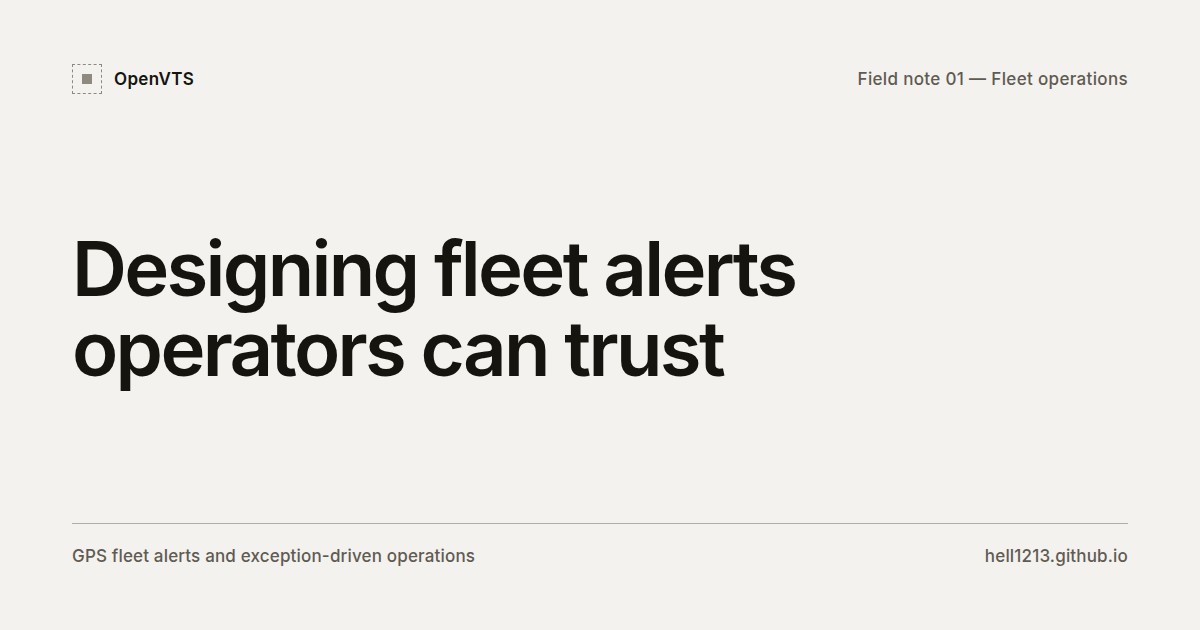 OpenVTS
Field note 01 — Fleet operations
Designing fleet alerts
operators can trust
GPS fleet alerts and exception-driven operations
hell1213.github.io